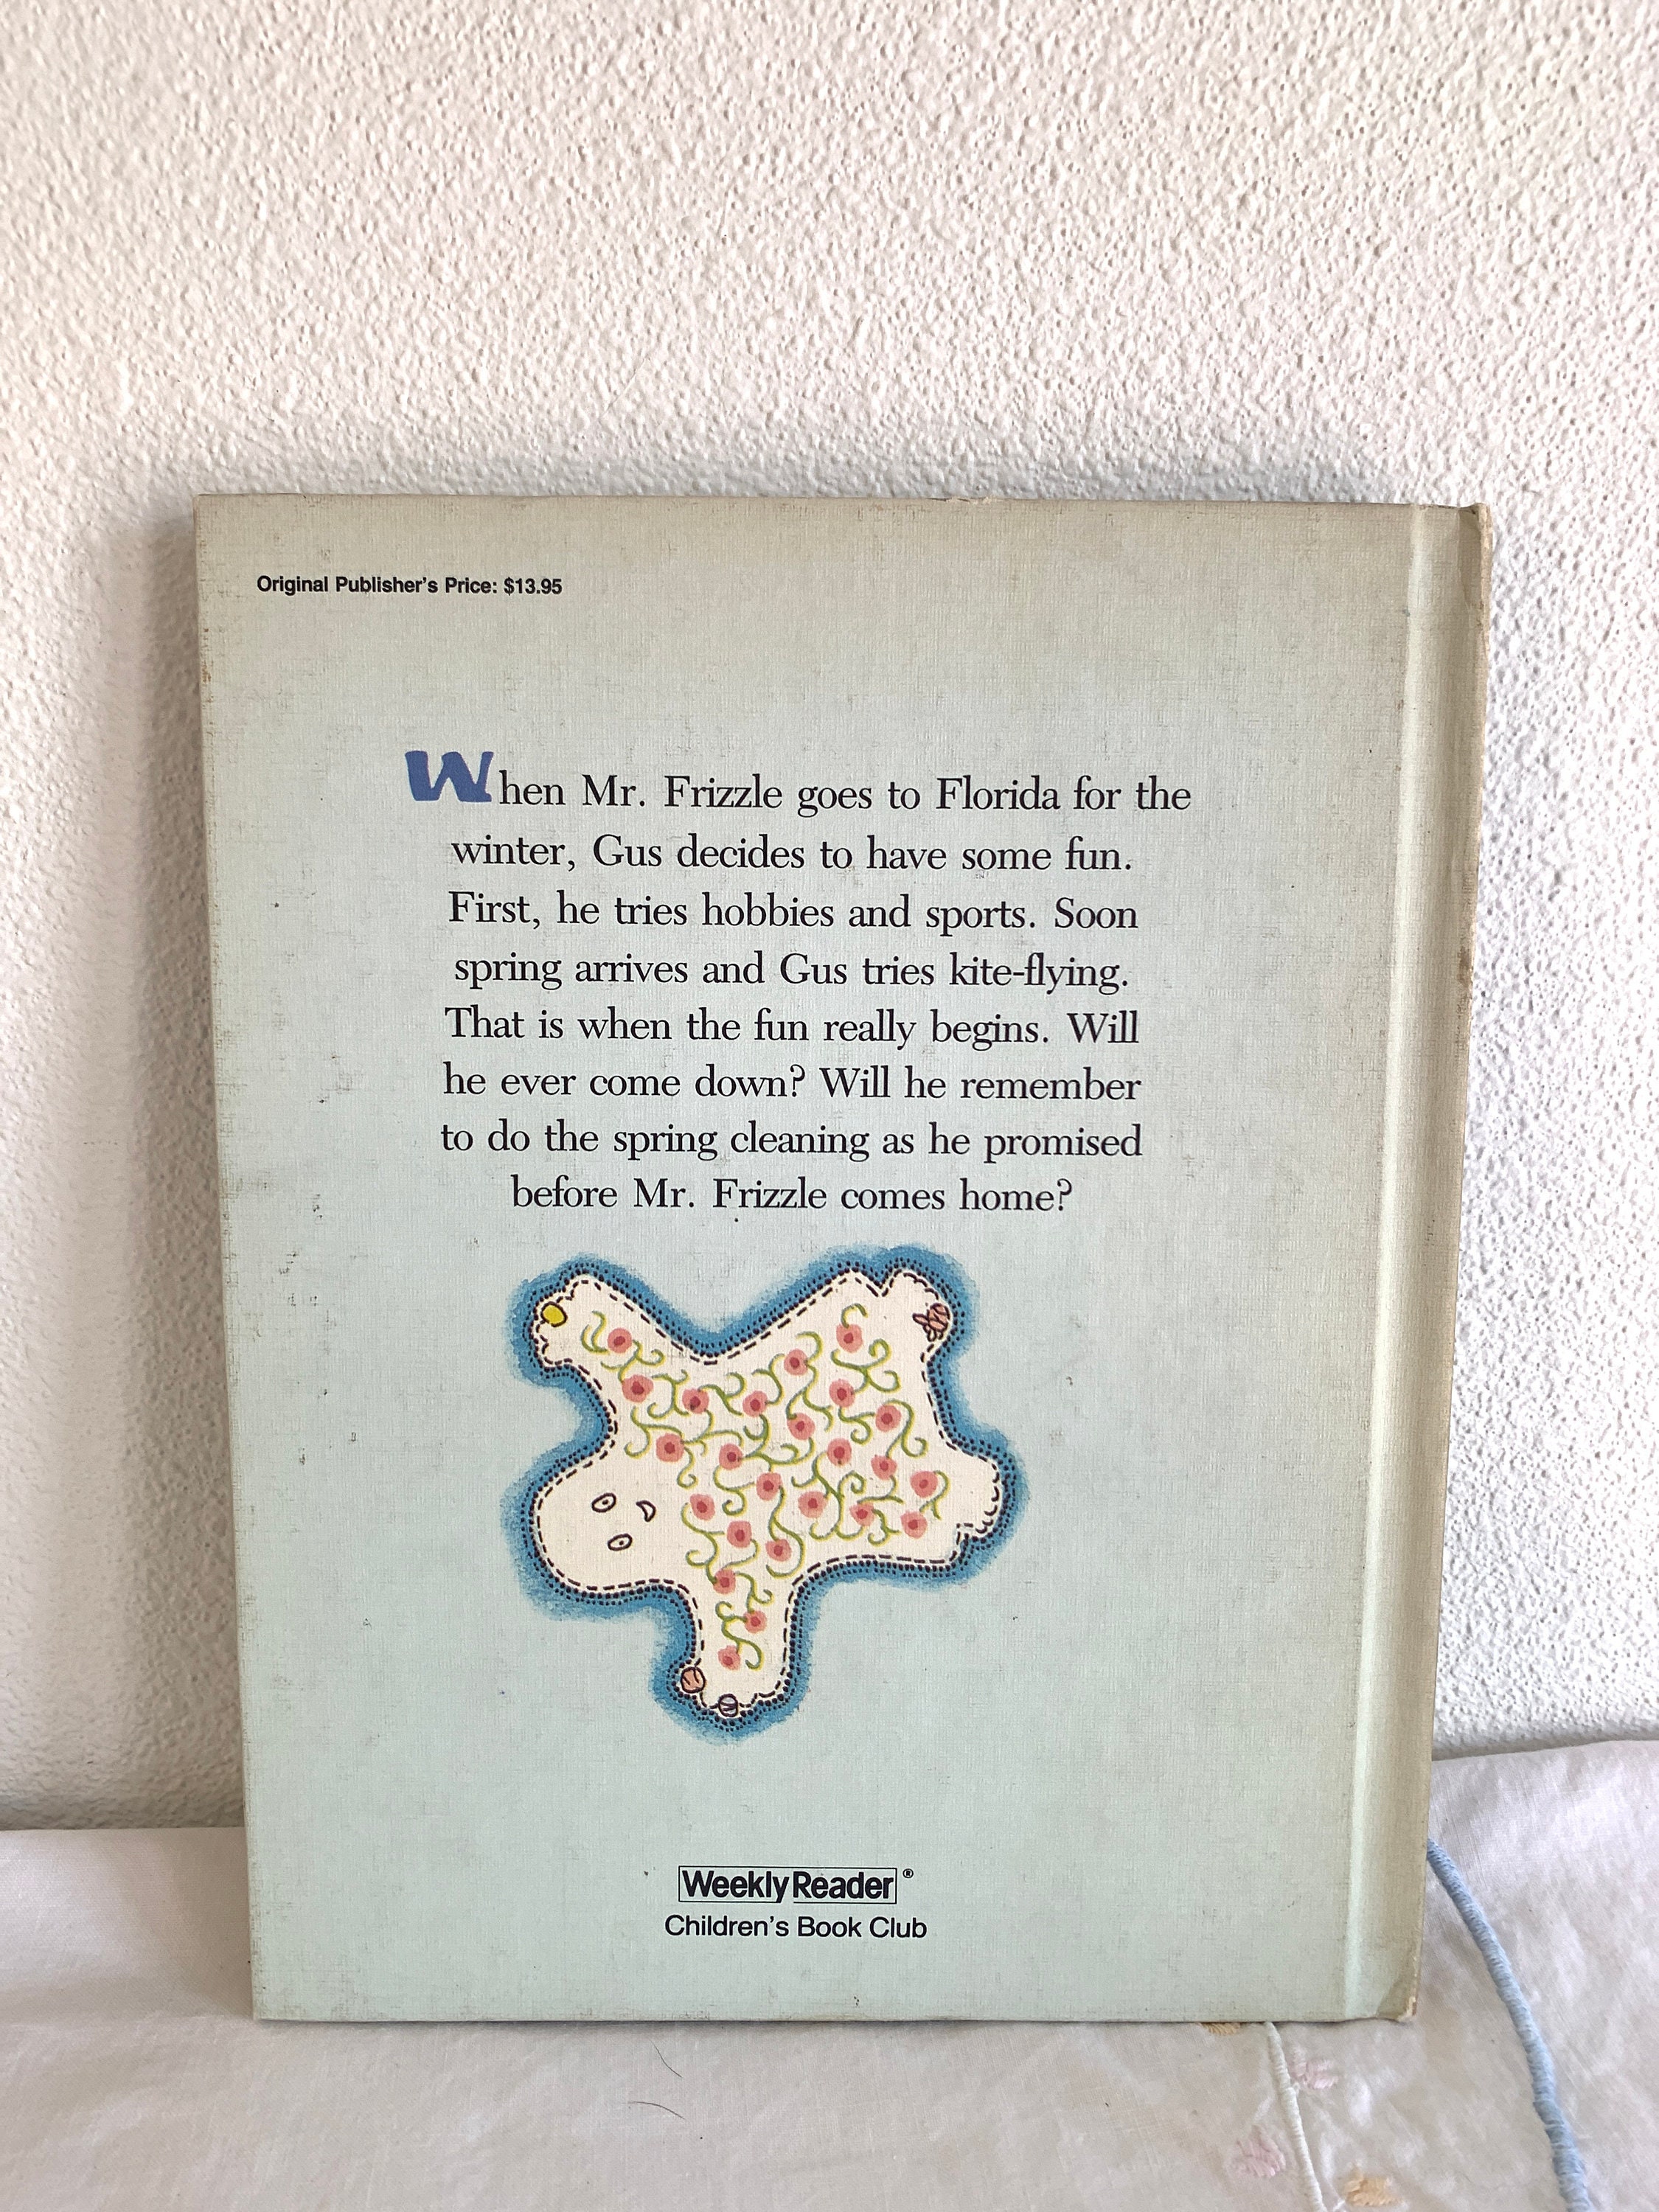 Original Publisher's Price: $13.95
When Mr. Frizzle goes to Florida for the
winter, Gus decides to have some fun.
First, he tries hobbies and sports. Soon
spring arrives and Gus tries kite-flying.
That is when the fun really begins. Will
he ever come down? Will he remember
to do the spring cleaning as he promised
before Mr. Frizzle comes home?
Weekly Reader®
Children's Book Club